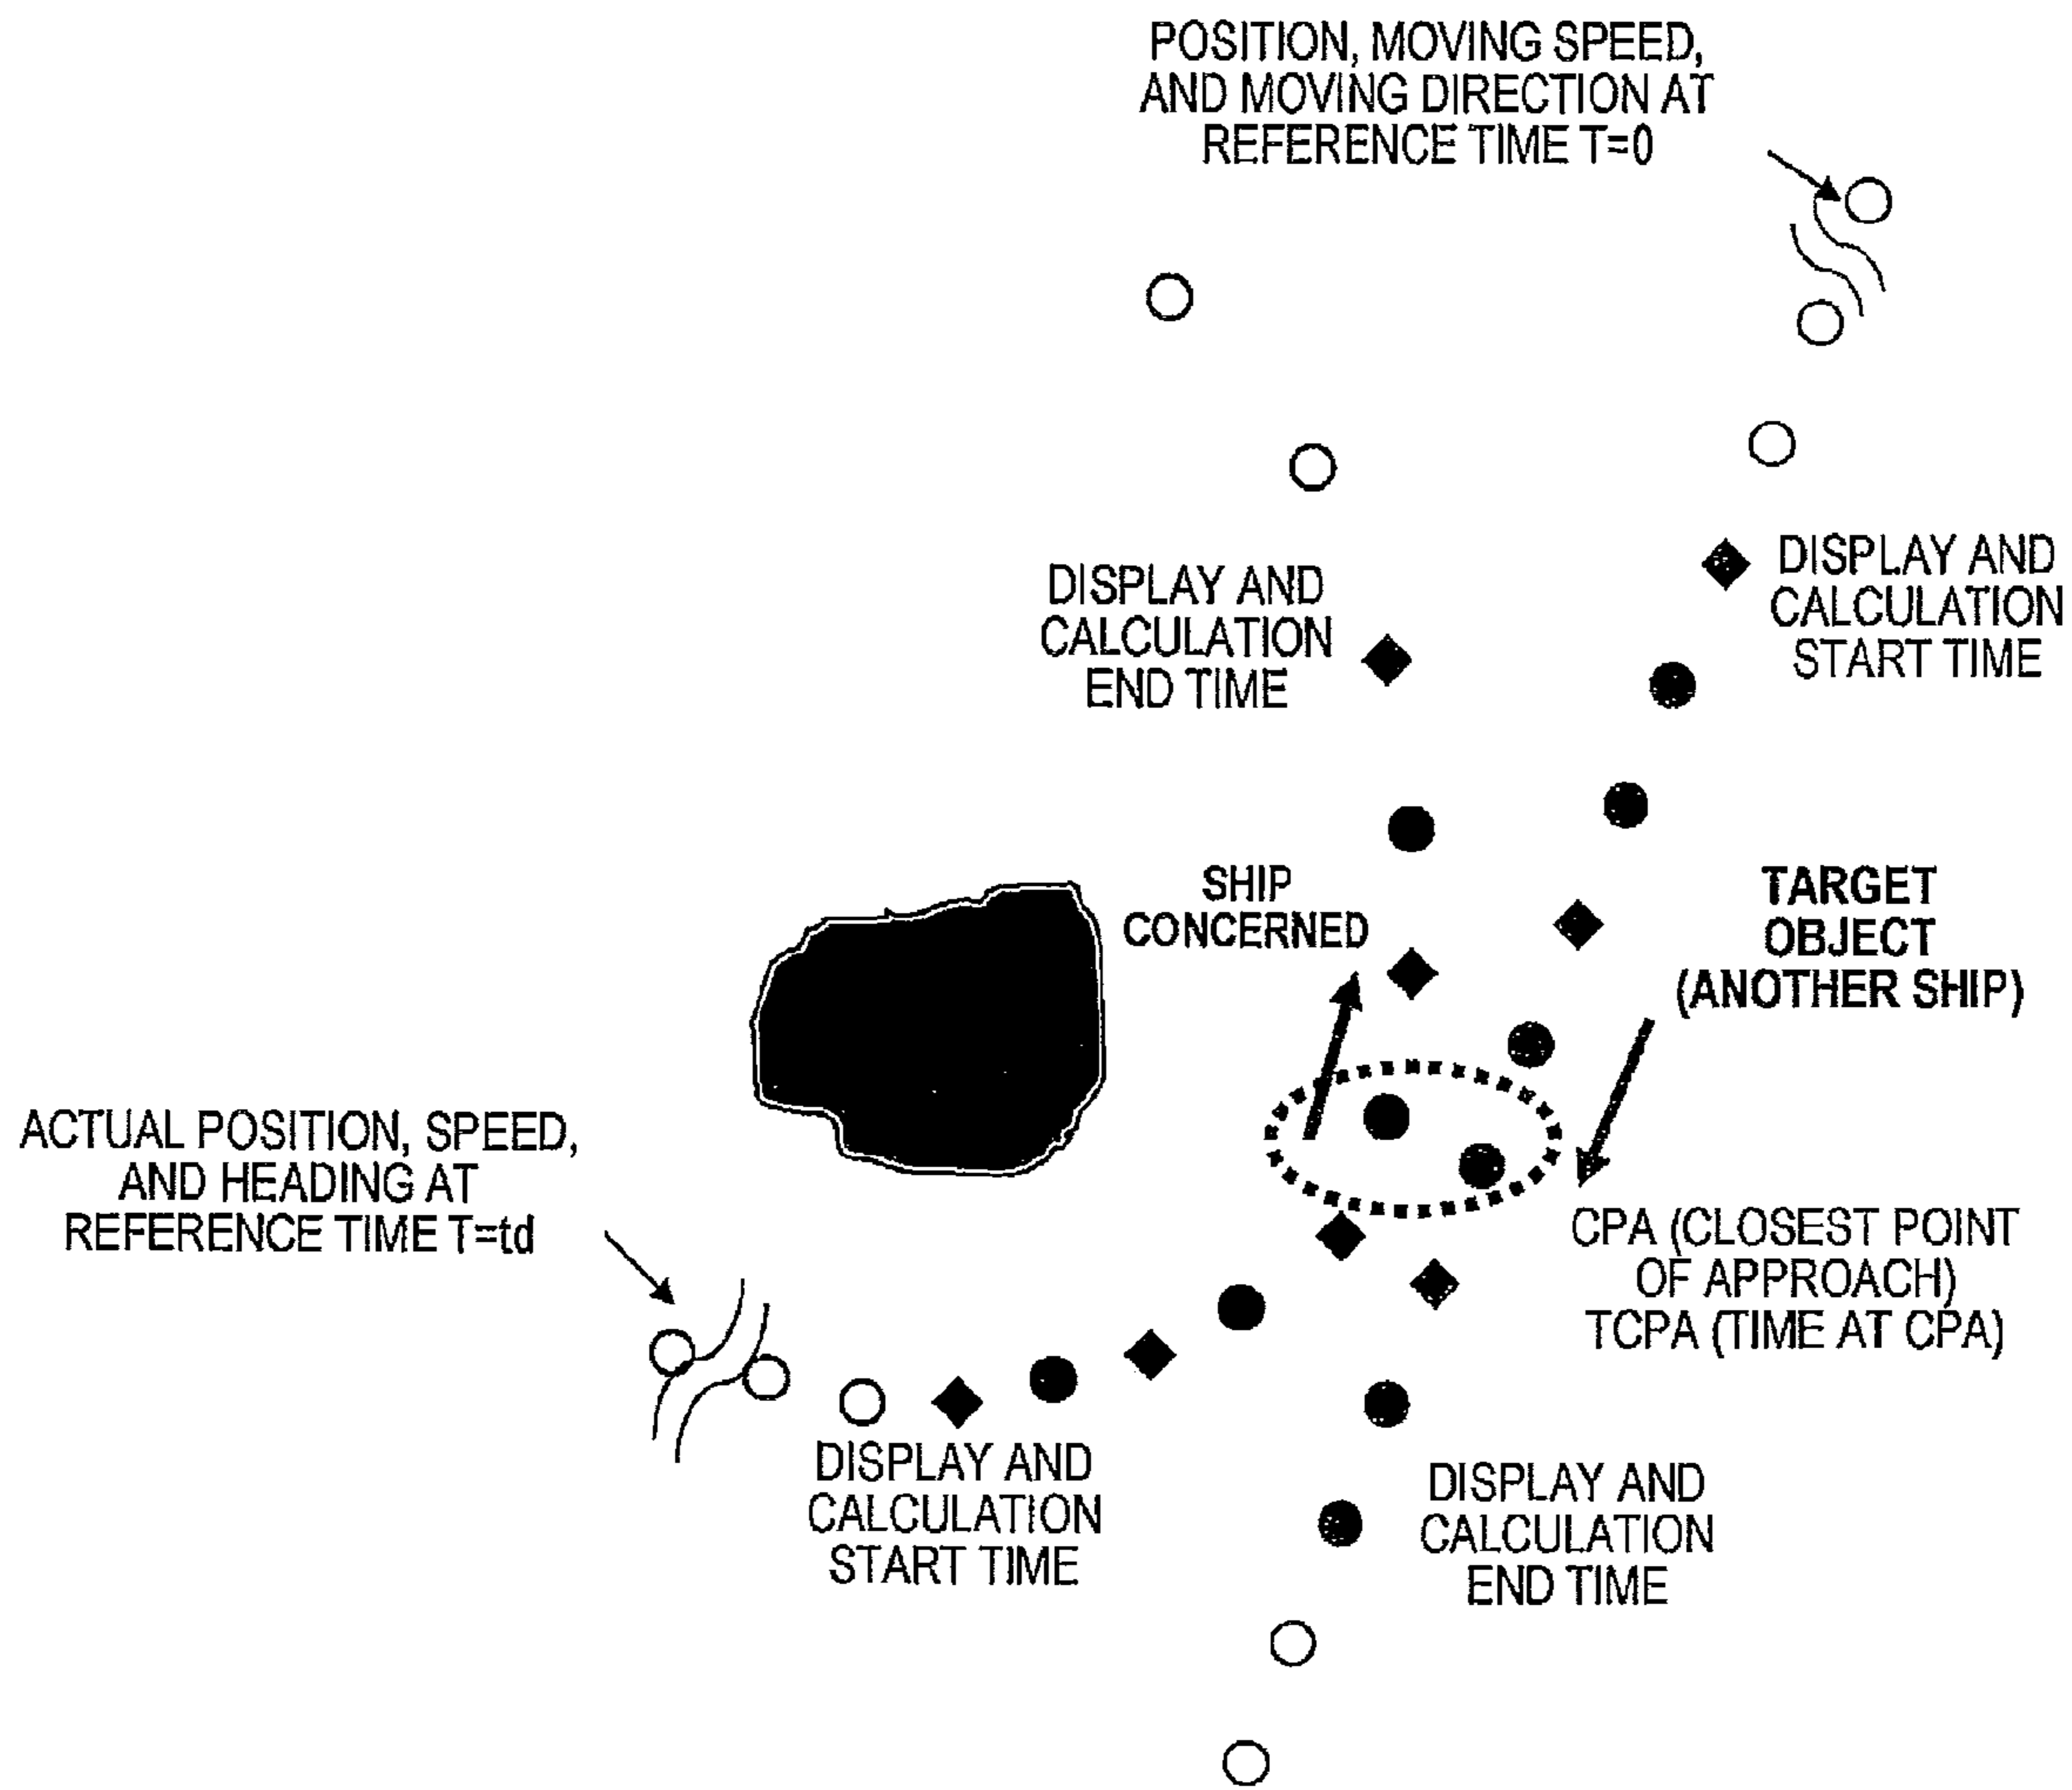 POSITION, MOVING SPEED,
AND MOVING DIRECTION AT
REFERENCE TIME T=0
DISPLAY AND
CALCULATION
START TIME
DISPLAY AND
CALCULATION
END TIME
SHIP
CONCERNED
TARGET
OBJECT
(ANOTHER SHIP)
ACTUAL POSITION, SPEED,
AND HEADING AT
REFERENCE TIME T=td
CPA (CLOSEST POINT
OF APPROACH)
TCPA (TIME AT CPA)
DISPLAY AND
CALCULATION
START TIME
DISPLAY AND
CALCULATION
END TIME